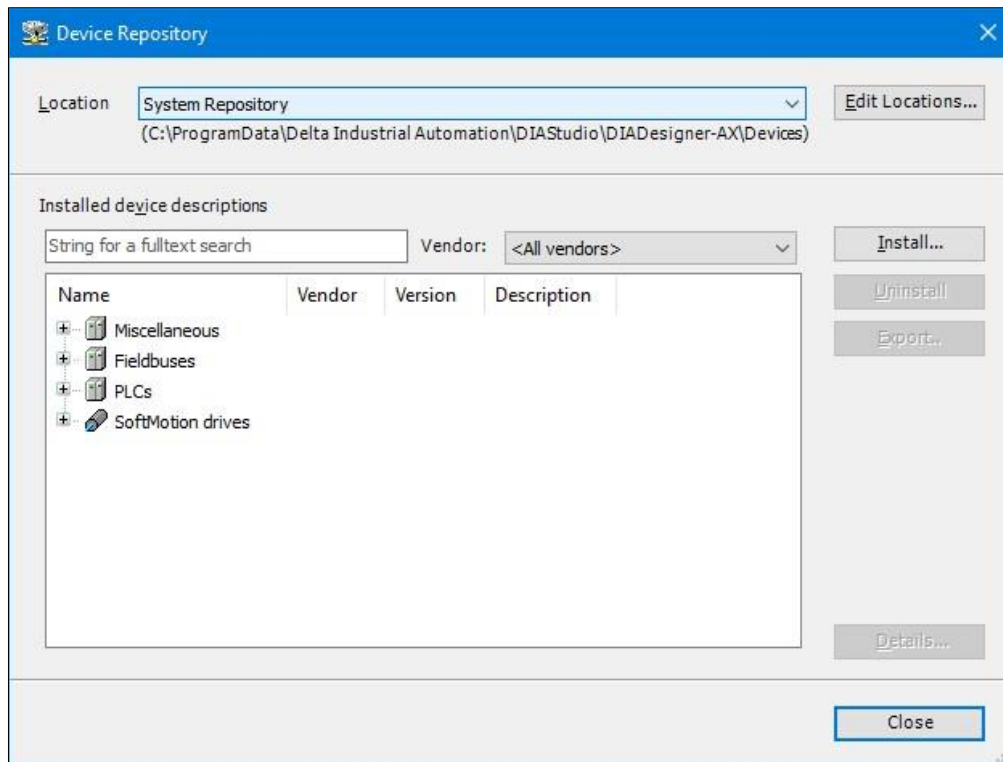 Device Repository
Location System Repository Edit Locations...
(C:\ProgramData\Delta Industrial Automation\DIAStudio\DIADesigner-AX\Devices)
Installed device descriptions
String for a fulltext search Vendor: <All vendors> Install...
Name Vendor Version Description Uninstall
Miscellaneous Export..
Fieldbuses
PLCs
SoftMotion drives
Details...
Close